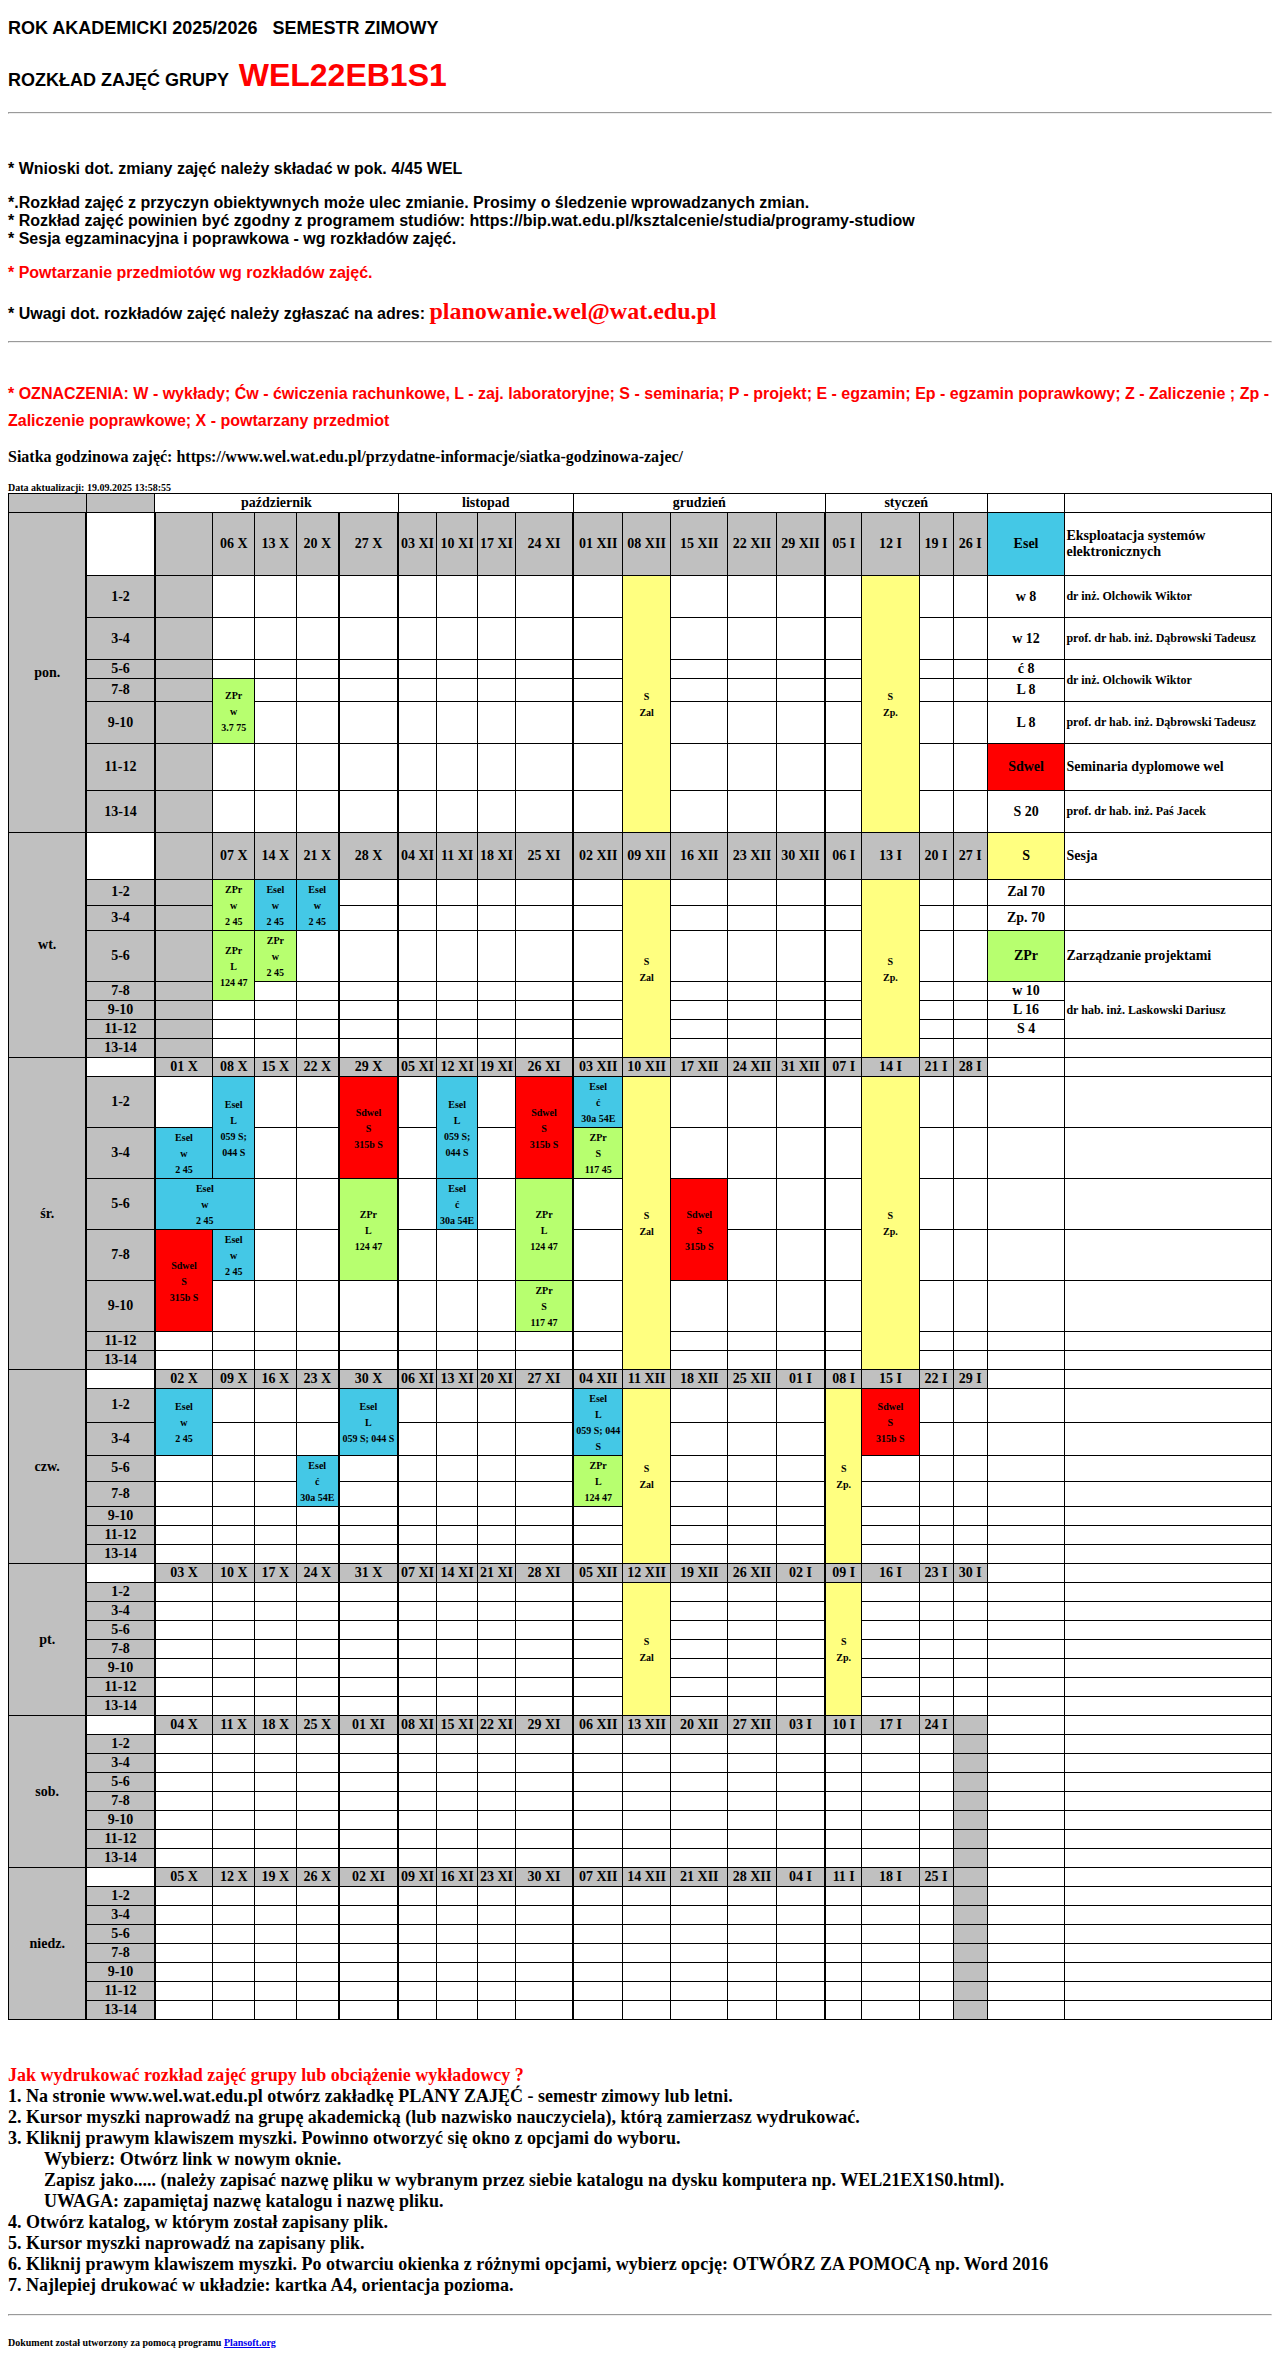 ROK AKADEMICKI 2025/2026 SEMESTR ZIMOWY
ROZKŁAD ZAJĘĆ GRUPY WEL22EB1S1
* Wnioski dot. zmiany zajęć należy składać w pok. 4/45 WEL
*.Rozkład zajęć z przyczyn obiektywnych może ulec zmianie. Prosimy o śledzenie wprowadzanych zmian.
* Rozkład zajęć powinien być zgodny z programem studiów: https://bip.wat.edu.pl/ksztalcenie/studia/programy-studiow
* Sesja egzaminacyjna i poprawkowa - wg rozkładów zajęć.
* Powtarzanie przedmiotów wg rozkładów zajęć.
* Uwagi dot. rozkładów zajęć należy zgłaszać na adres: planowanie.wel@wat.edu.pl
* OZNACZENIA: W - wykłady; Ćw - ćwiczenia rachunkowe, L - zaj. laboratoryjne; S - seminaria; P - projekt; E - egzamin; Ep - egzamin poprawkowy; Z - Zaliczenie ; Zp -
Zaliczenie poprawkowe; X - powtarzany przedmiot
Siatka godzinowa zajęć: https://www.wel.wat.edu.pl/przydatne-informacje/siatka-godzinowa-zajec/
Data aktualizacji: 19.09.2025 13:58:55
październik listopad grudzień styczeń
pon. 06 X 13 X 20 X 27 X 03 XI 10 XI 17 XI 24 XI 01 XII 08 XII 15 XII 22 XII 29 XII 05 I 12 I 19 I 26 I Esel Eksploatacja systemów
elektronicznych
1-2 w 8 dr inż. Olchowik Wiktor
3-4 w 12 prof. dr hab. inż. Dąbrowski Tadeusz
5-6 ć 8 dr inż. Olchowik Wiktor
7-8 L 8
ZPr
w
3.7 75
S
Zal
S
Zp.
9-10 L 8 prof. dr hab. inż. Dąbrowski Tadeusz
11-12 Sdwel Seminaria dyplomowe wel
13-14 S 20 prof. dr hab. inż. Paś Jacek
wt. 07 X 14 X 21 X 28 X 04 XI 11 XI 18 XI 25 XI 02 XII 09 XII 16 XII 23 XII 30 XII 06 I 13 I 20 I 27 I S Sesja
1-2 Zal 70
ZPr Esel Esel
w w w
2 45 2 45 2 45
3-4 Zp. 70
5-6 ZPr Zarządzanie projektami
ZPr
L
124 47
ZPr
w
2 45
S
Zal
S
Zp.
7-8 w 10
9-10 L 16 dr hab. inż. Laskowski Dariusz
11-12 S 4
13-14
śr. 01 X 08 X 15 X 22 X 29 X 05 XI 12 XI 19 XI 26 XI 03 XII 10 XII 17 XII 24 XII 31 XII 07 I 14 I 21 I 28 I
1-2
Esel
L
059 S;
044 S
Sdwel
S
315b S
Esel
L
059 S;
044 S
Sdwel
S
315b S
Esel
ć
30a 54E
3-4
Esel
w
2 45
ZPr
S
117 45
5-6
Esel
w
2 45
ZPr
L
124 47
Esel
ć
30a 54E
ZPr
L
124 47
S
Zal
Sdwel
S
315b S
S
Zp.
7-8
Sdwel
S
315b S
Esel
w
2 45
9-10
ZPr
S
117 47
11-12
13-14
czw. 02 X 09 X 16 X 23 X 30 X 06 XI 13 XI 20 XI 27 XI 04 XII 11 XII 18 XII 25 XII 01 I 08 I 15 I 22 I 29 I
1-2
Esel
w
2 45
Esel
L
059 S; 044 S
Esel
L
059 S; 044
S
Sdwel
S
315b S
3-4
5-6
Esel
ć
30a 54E
ZPr
L
124 47
S
Zal
S
Zp.
7-8
9-10
11-12
13-14
pt. 03 X 10 X 17 X 24 X 31 X 07 XI 14 XI 21 XI 28 XI 05 XII 12 XII 19 XII 26 XII 02 I 09 I 16 I 23 I 30 I
1-2
3-4
5-6
7-8
S
Zal
S
Zp.
9-10
11-12
13-14
sob. 04 X 11 X 18 X 25 X 01 XI 08 XI 15 XI 22 XI 29 XI 06 XII 13 XII 20 XII 27 XII 03 I 10 I 17 I 24 I
1-2
3-4
5-6
7-8
9-10
11-12
13-14
niedz. 05 X 12 X 19 X 26 X 02 XI 09 XI 16 XI 23 XI 30 XI 07 XII 14 XII 21 XII 28 XII 04 I 11 I 18 I 25 I
1-2
3-4
5-6
7-8
9-10
11-12
13-14
Jak wydrukować rozkład zajęć grupy lub obciążenie wykładowcy ?
1. Na stronie www.wel.wat.edu.pl otwórz zakładkę PLANY ZAJĘĆ - semestr zimowy lub letni.
2. Kursor myszki naprowadź na grupę akademicką (lub nazwisko nauczyciela), którą zamierzasz wydrukować.
3. Kliknij prawym klawiszem myszki. Powinno otworzyć się okno z opcjami do wyboru.
Wybierz: Otwórz link w nowym oknie.
Zapisz jako..... (należy zapisać nazwę pliku w wybranym przez siebie katalogu na dysku komputera np. WEL21EX1S0.html).
UWAGA: zapamiętaj nazwę katalogu i nazwę pliku.
4. Otwórz katalog, w którym został zapisany plik.
5. Kursor myszki naprowadź na zapisany plik.
6. Kliknij prawym klawiszem myszki. Po otwarciu okienka z różnymi opcjami, wybierz opcję: OTWÓRZ ZA POMOCĄ np. Word 2016
7. Najlepiej drukować w układzie: kartka A4, orientacja pozioma.
Dokument został utworzony za pomocą programu Plansoft.org